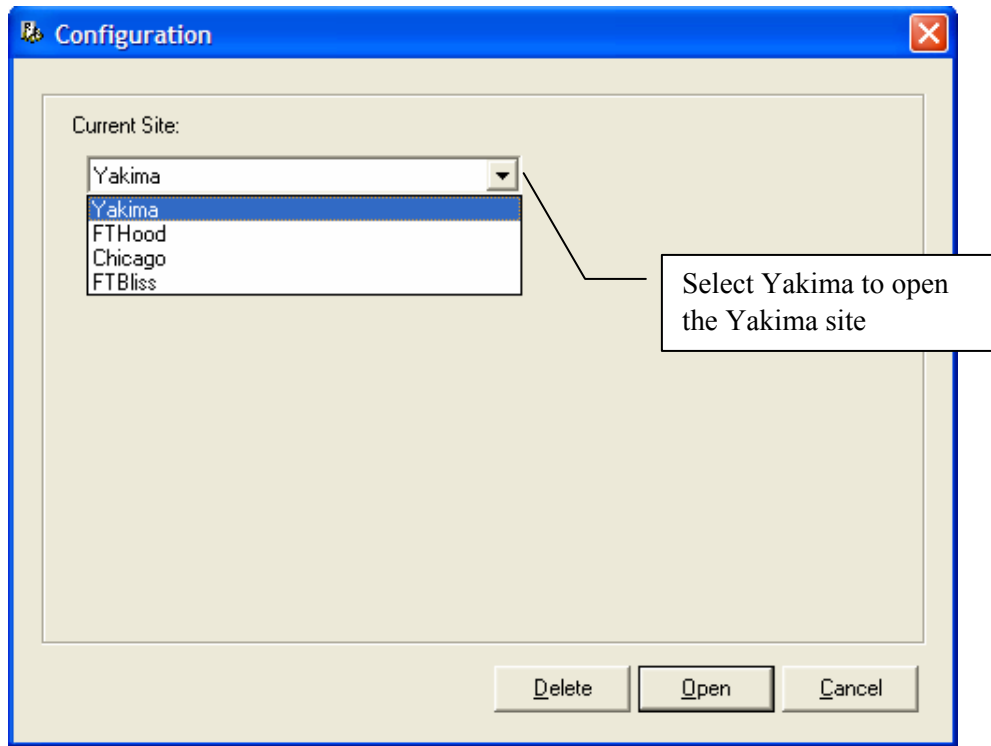 Configuration
Current Site:
Yakima
Yakima
FTHood
Chicago
FTBliss
Select Yakima to open
the Yakima site
Delete
Open
Cancel